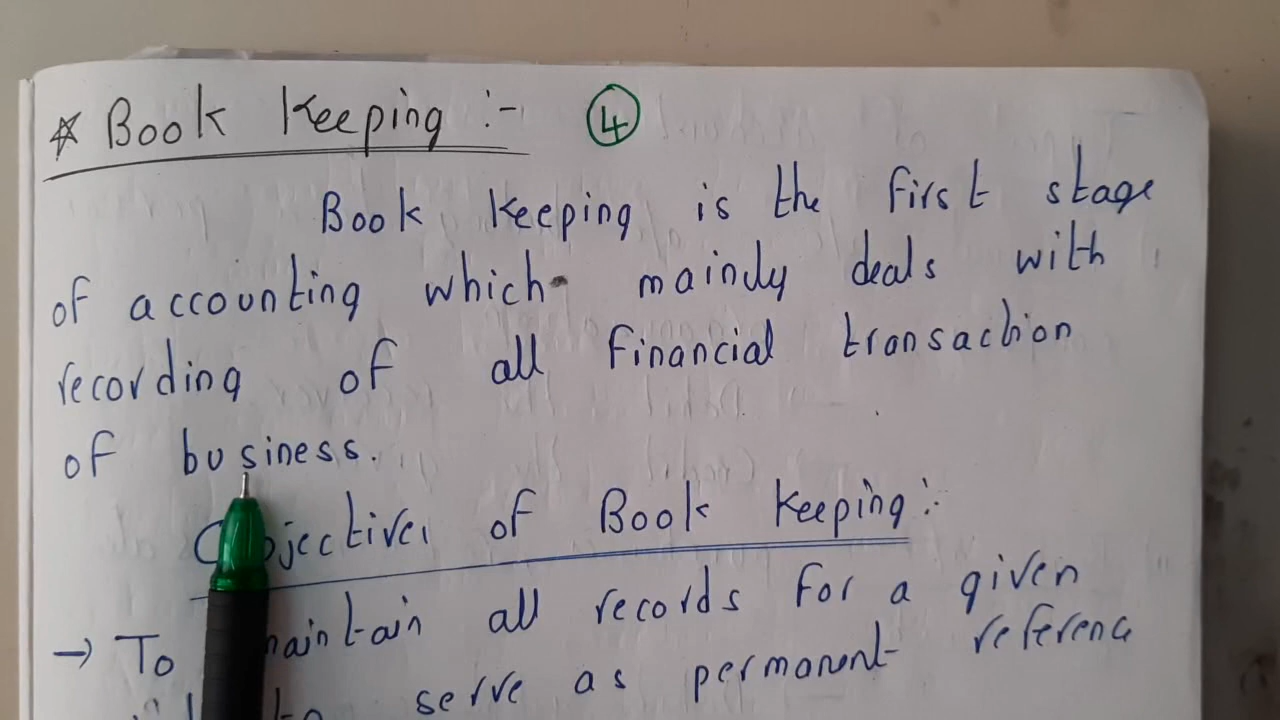 * Book Keeping :- 4
Book Keeping is the first stage
of accounting which mainly deals with
recording of all financial transaction
of business.
Objectives of Book Keeping :-
→ To maintain all records for a given
to serve as permanent reference